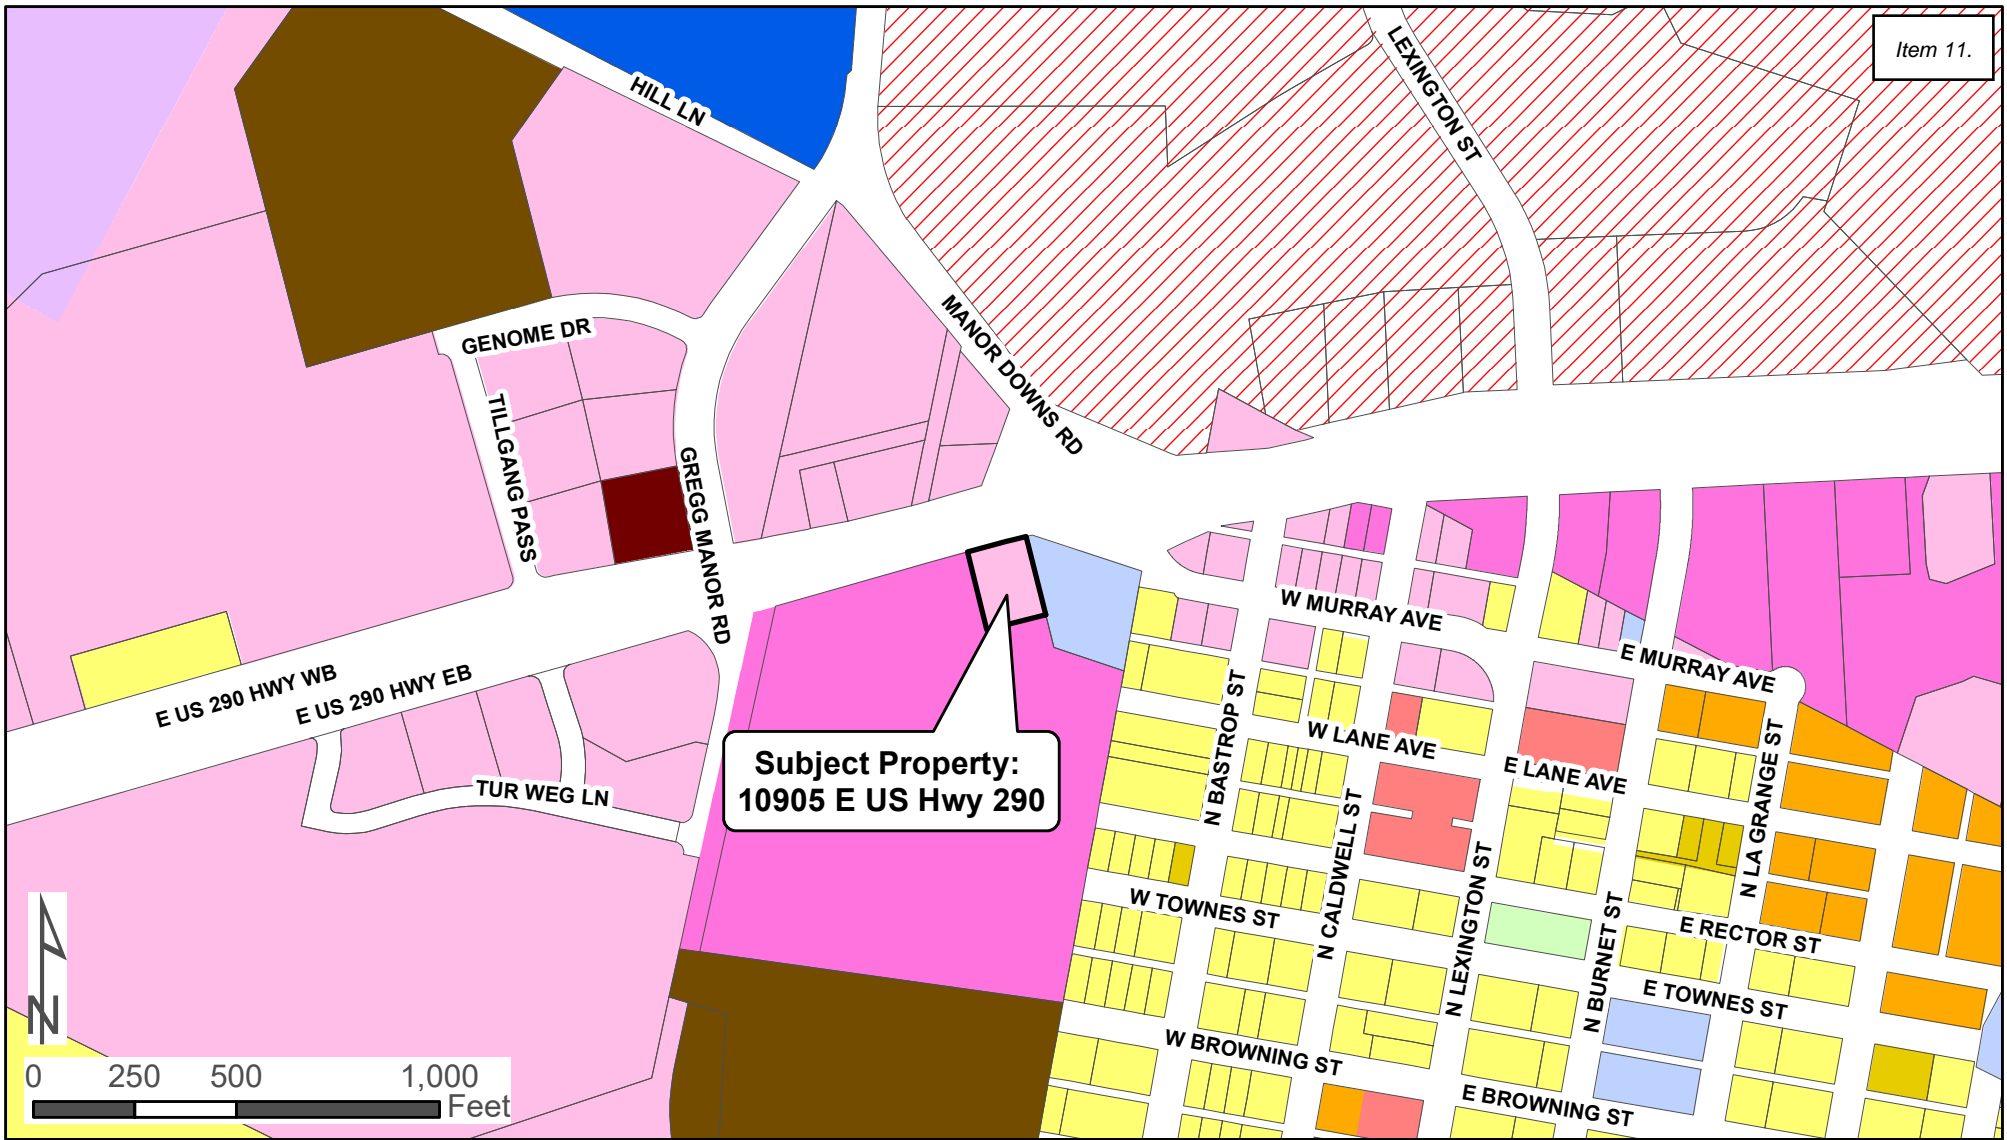 Item 11.
HILL LN
LEXINGTON ST
GENOME DR
MANOR DOWNS RD
TILLGANG PASS
GREGG MANOR RD
W MURRAY AVE
E MURRAY AVE
E US 290 HWY WB
E US 290 HWY EB
N BASTROP ST
W LANE AVE
E LANE AVE
Subject Property:
10905 E US Hwy 290
TUR WEG LN
N CALDWELL ST
N LA GRANGE ST
N LEXINGTON ST
W TOWNES ST
N BURNET ST
E RECTOR ST
E TOWNES ST
W BROWNING ST
E BROWNING ST
N
0 250 500 1,000
Feet